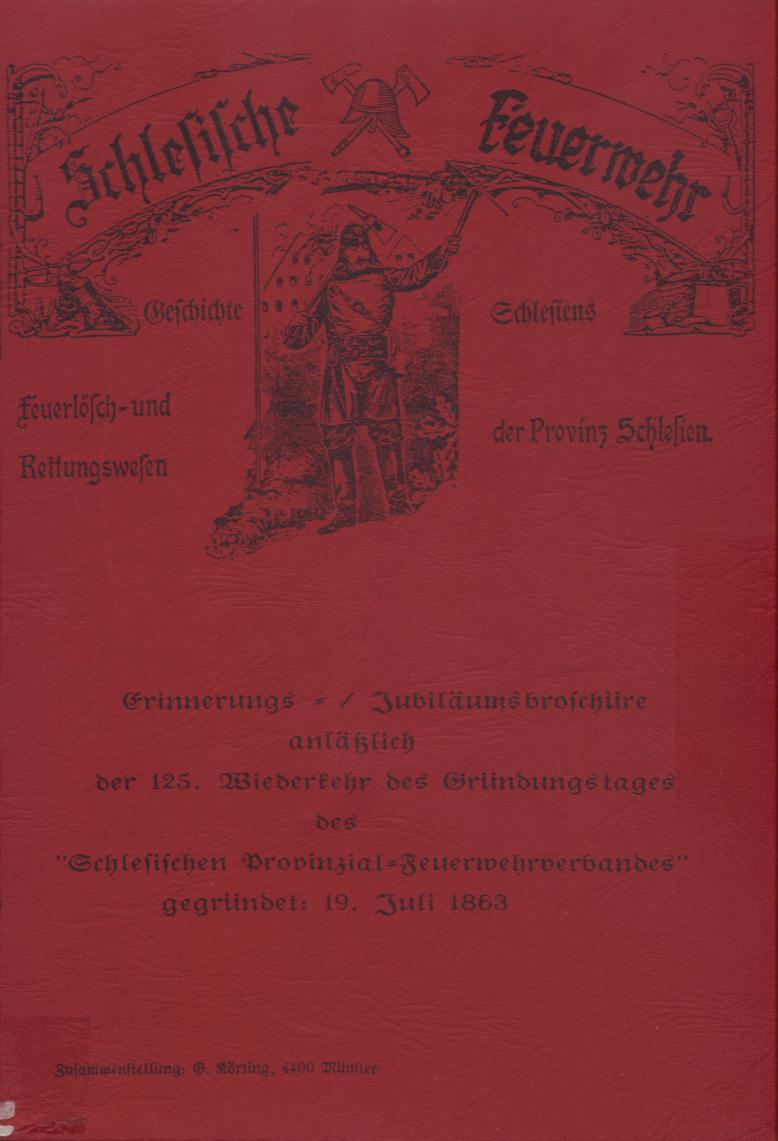 Schlesische Feuerwehr
Geschichte Schlesiens
Feuerlösch- und
der Provinz Schlesien.
Rettungswesen
Erinnerungs = / Jubiläumsbroschüre
anläßlich
der 125. Wiederkehr des Gründungstages
des
"Schlesischen Provinzial=Feuerwehrverbandes"
gegründet: 19. Juli 1863
Zusammenstellung: G. Körting, 4400 Münster